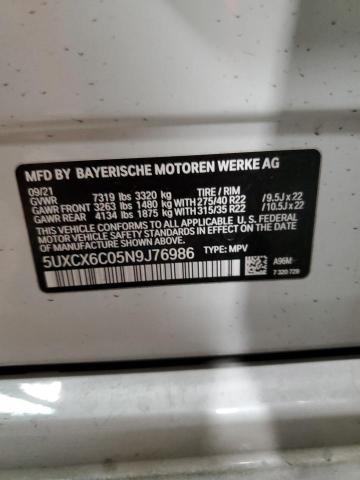 MFD BY BAYERISCHE MOTOREN WERKE AG
09/21
GVWR 7319 lbs 3320 kg TIRE / RIM
GAWR FRONT 3263 lbs 1480 kg WITH 275/40 R22 /9.5J x 22
GAWR REAR 4134 lbs 1875 kg WITH 315/35 R22 /10.5J x 22
THIS VEHICLE CONFORMS TO ALL APPLICABLE FEDERAL
MOTOR VEHICLE SAFETY STANDARDS IN EFFECT ON THE
DATE OF MANUFACTURE SHOWN ABOVE.
5UXCX6C05N9J76986 TYPE: MPV
A96M
7 320 729